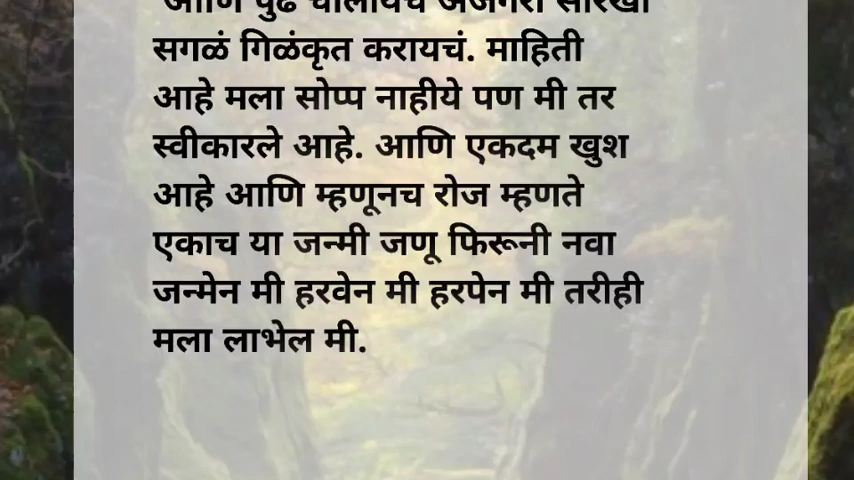 आणि पुढे चालायचं अजगरा सारखा
सगळं गिळंकृत करायचं. माहिती
आहे मला सोप्प नाहीये पण मी तर
स्वीकारले आहे. आणि एकदम खुश
आहे आणि म्हणूनच रोज म्हणते
एकाच या जन्मी जणू फिरूनी नवा
जन्मेन मी हरवेन मी हरपेन मी तरीही
मला लाभेल मी.